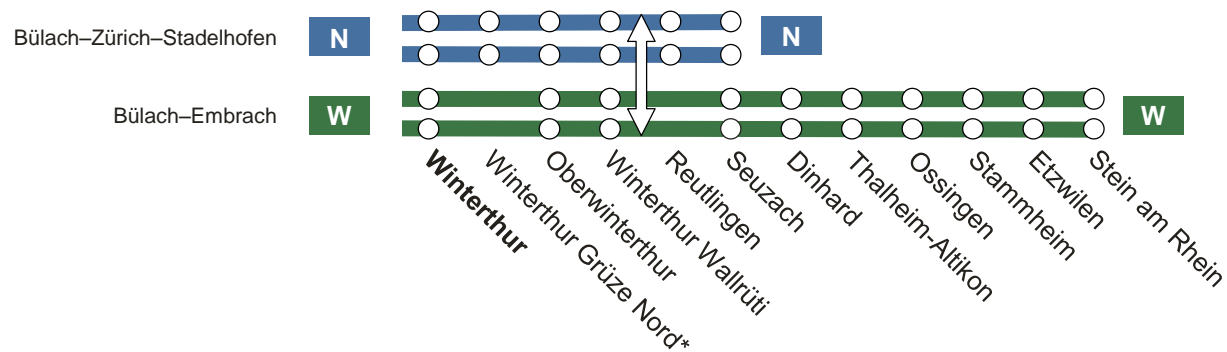 Bülach–Zürich–Stadelhofen N N
Bülach–Embrach W W
Winterthur
Winterthur Grüze Nord*
Oberwinterthur
Winterthur Wallrüti
Reutlingen
Seuzach
Dinhard
Thalheim-Altikon
Ossingen
Stammheim
Etzwilen
Stein am Rhein